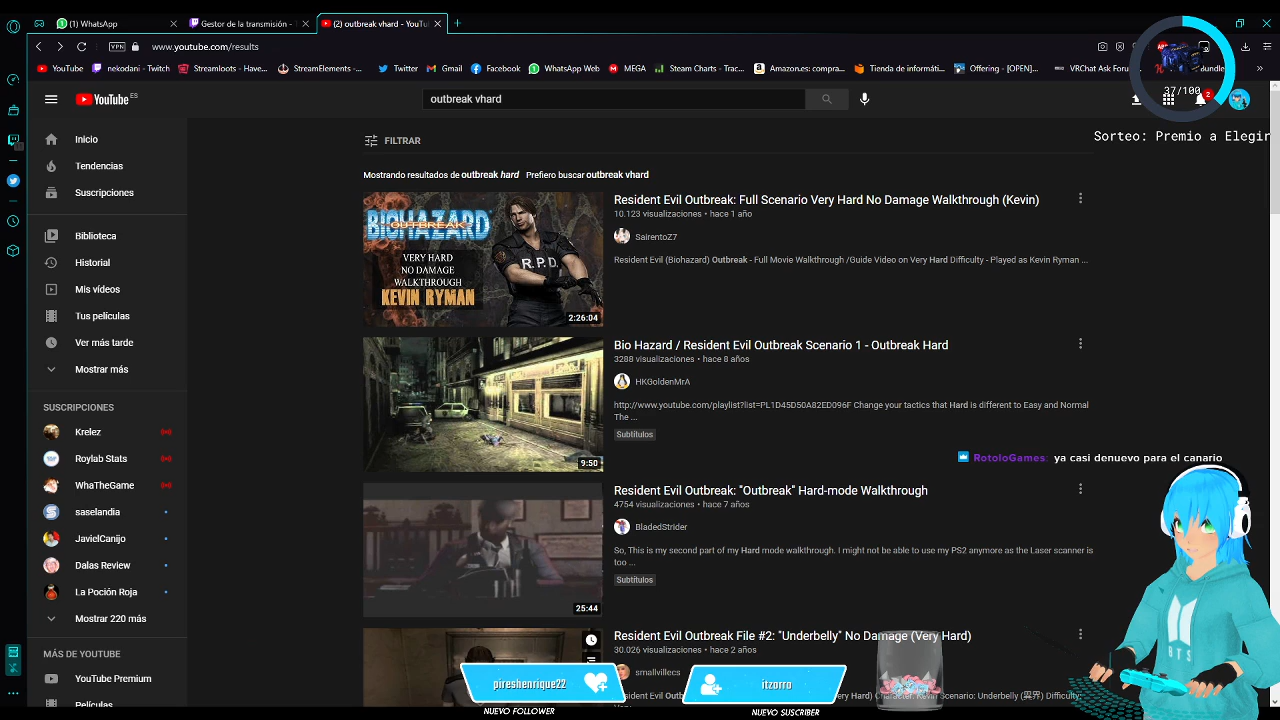 (1) WhatsApp
Gestor de la transmisión -
(2) outbreak vhard - YouTu
VPN
www.youtube.com/results
YouTube
nekodani - Twitch
Streamloots - Have...
StreamElements -...
Twitter
Gmail
Facebook
WhatsApp Web
MEGA
Steam Charts - Trac...
Amazon.es: compra...
Tienda de informáti...
Offering - [OPEN]...
VRChat Ask Forum
37/100
YouTube ES
outbreak vhard
2
Sorteo: Premio a Elegir
Inicio
Tendencias
Suscripciones
Biblioteca
Historial
Mis vídeos
Tus películas
Ver más tarde
Mostrar más
SUSCRIPCIONES
Krelez
Roylab Stats
WhaTheGame
saselandia
JavielCanijo
Dalas Review
La Poción Roja
Mostrar 220 más
MÁS DE YOUTUBE
YouTube Premium
Películas
FILTRAR
Mostrando resultados de outbreak hard Prefiero buscar outbreak vhard
BIOHAZARD
OUTBREAK
VERY HARD
NO DAMAGE
WALKTHROUGH
KEVIN RYMAN
R.P.D.
2:26:04
Resident Evil Outbreak: Full Scenario Very Hard No Damage Walkthrough (Kevin)
10.123 visualizaciones • hace 1 año
SairentoZ7
Resident Evil (Biohazard) Outbreak - Full Movie Walkthrough /Guide Video on Very Hard Difficulty - Played as Kevin Ryman ...
9:50
Bio Hazard / Resident Evil Outbreak Scenario 1 - Outbreak Hard
3288 visualizaciones • hace 8 años
HKGoldenMrA
http://www.youtube.com/playlist?list=PL1D45D50A82ED096F Change your tactics that Hard is different to Easy and Normal
The ...
Subtítulos
RotoloGames: ya casi denuevo para el canario
25:44
Resident Evil Outbreak: "Outbreak" Hard-mode Walkthrough
4754 visualizaciones • hace 7 años
BladedStrider
So, This is my second part of my Hard mode walkthrough. I might not be able to use my PS2 anymore as the Laser scanner is
too ...
Subtítulos
Resident Evil Outbreak File #2: "Underbelly" No Damage (Very Hard)
30.026 visualizaciones • hace 2 años
smallvillecs
Hard) Character: Kevin Scenario: Underbelly
Difficulty:
pireshenrique22
NUEVO FOLLOWER
itzorro
NUEVO SUSCRIBER
BTS